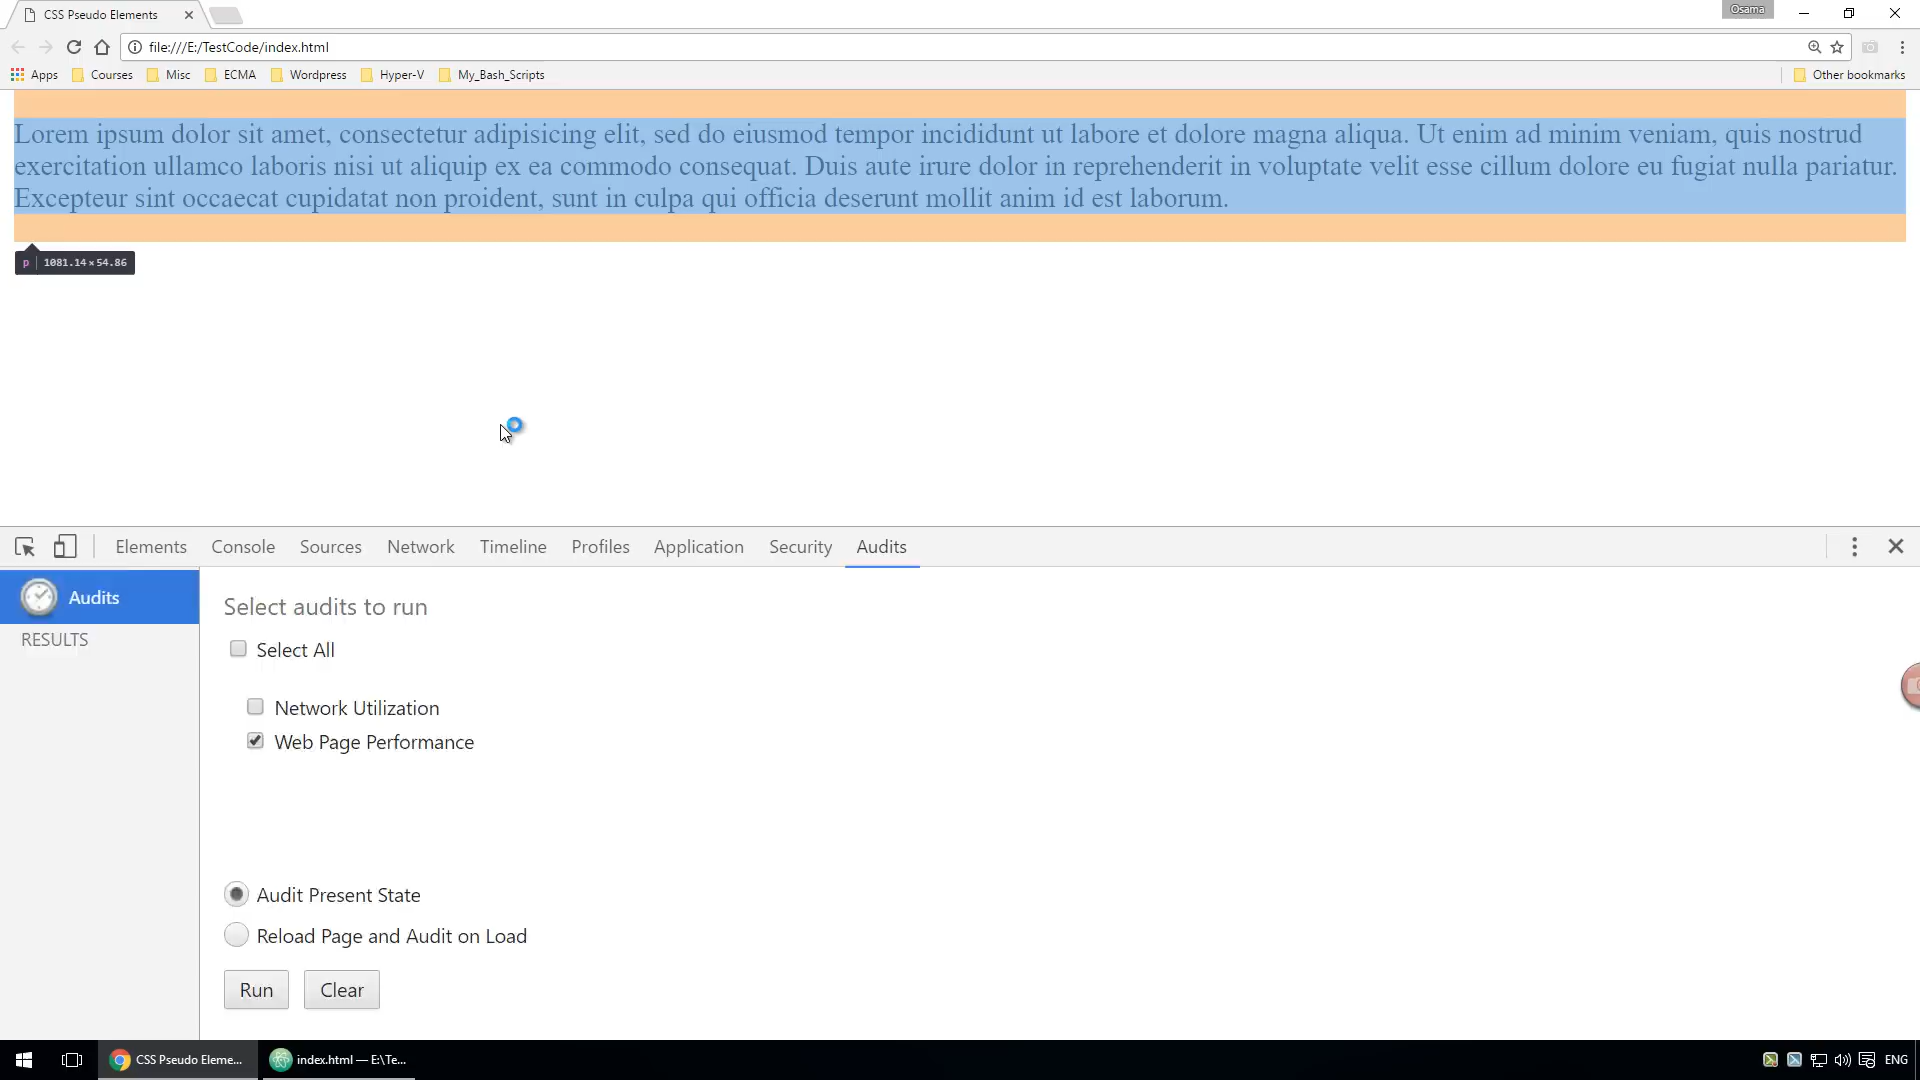 CSS Pseudo Elements
Osama
file:///E:/TestCode/index.html
Apps Courses Misc ECMA Wordpress Hyper-V My_Bash_Scripts Other bookmarks
Lorem ipsum dolor sit amet, consectetur adipisicing elit, sed do eiusmod tempor incididunt ut labore et dolore magna aliqua. Ut enim ad minim veniam, quis nostrud
exercitation ullamco laboris nisi ut aliquip ex ea commodo consequat. Duis aute irure dolor in reprehenderit in voluptate velit esse cillum dolore eu fugiat nulla pariatur.
Excepteur sint occaecat cupidatat non proident, sunt in culpa qui officia deserunt mollit anim id est laborum.
p 1081.14 × 54.86
Elements Console Sources Network Timeline Profiles Application Security Audits
Audits
RESULTS
Select audits to run
Select All
Network Utilization
Web Page Performance
Audit Present State
Reload Page and Audit on Load
Run Clear
CSS Pseudo Eleme... index.html — E:\Te... ENG